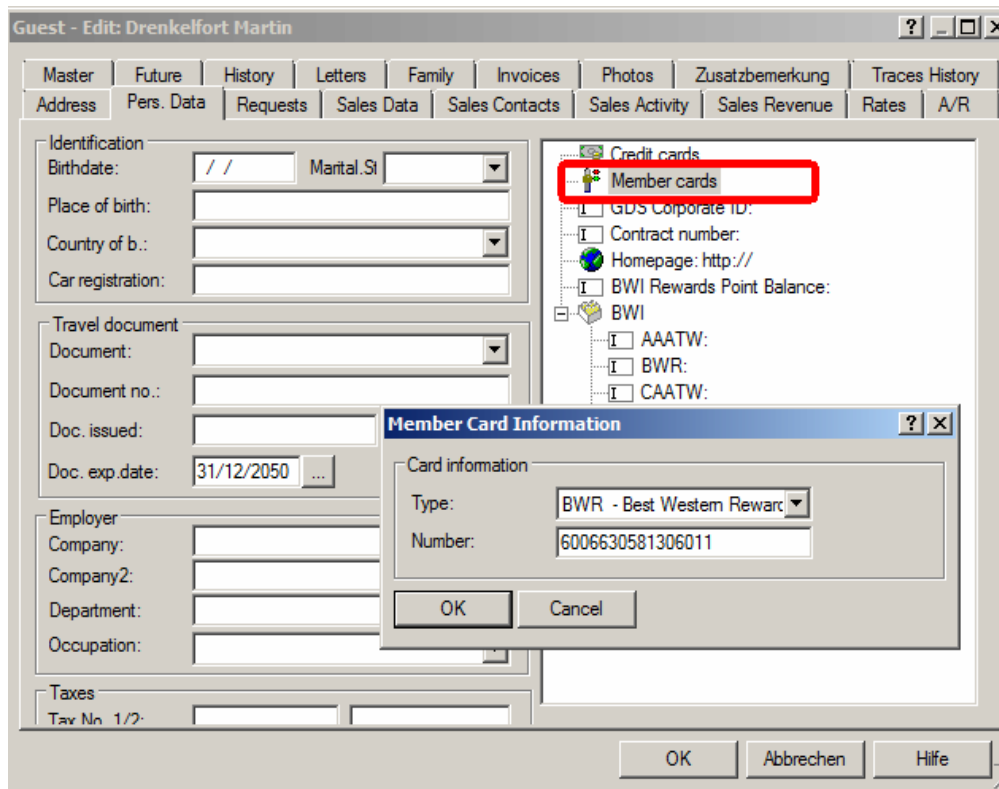 Guest - Edit: Drenkelfort Martin
Master Future History Letters Family Invoices Photos Zusatzbemerkung Traces History
Address Pers. Data Requests Sales Data Sales Contacts Sales Activity Sales Revenue Rates A/R
Identification
Birthdate: / / Marital.St
Place of birth:
Country of b.:
Car registration:
Travel document
Document:
Document no.:
Doc. issued:
Doc. exp.date: 31/12/2050 ...
Employer
Company:
Company2:
Department:
Occupation:
Taxes
Tax No. 1/2:
Credit cards
Member cards
GDS Corporate ID:
Contract number:
Homepage: http://
BWI Rewards Point Balance:
BWI
AAATW:
BWR:
CAATW:
Member Card Information
Card information
Type: BWR - Best Western Rewarc
Number: 6006630581306011
OK Cancel
OK Abbrechen Hilfe